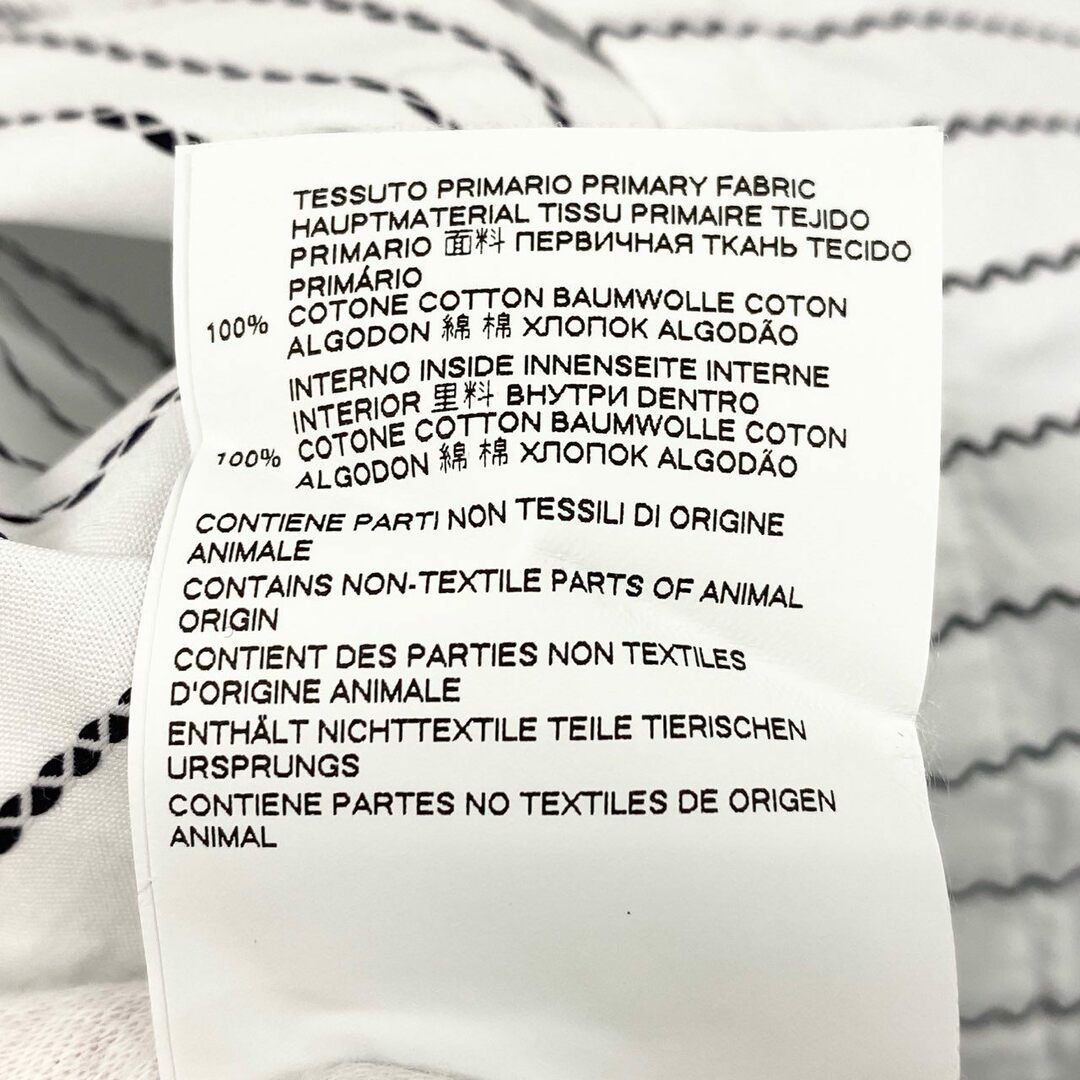 TESSUTO PRIMARIO PRIMARY FABRIC
HAUPTMATERIAL TISSU PRIMAIRE TEJIDO
PRIMARIO 面料 ПЕРВИЧНАЯ ТКАНЬ TECIDO
PRIMÁRIO
100% COTONE COTTON BAUMWOLLE COTON
ALGODON 綿 棉 ХЛОПОК ALGODÃO
INTERNO INSIDE INNENSEITE INTERNE
INTERIOR 里料 ВНУТРИ DENTRO
100% COTONE COTTON BAUMWOLLE COTON
ALGODON 綿 棉 ХЛОПОК ALGODÃO
CONTIENE PARTI NON TESSILI DI ORIGINE
ANIMALE
CONTAINS NON-TEXTILE PARTS OF ANIMAL
ORIGIN
CONTIENT DES PARTIES NON TEXTILES
D'ORIGINE ANIMALE
ENTHÄLT NICHTTEXTILE TEILE TIERISCHEN
URSPRUNGS
CONTIENE PARTES NO TEXTILES DE ORIGEN
ANIMAL